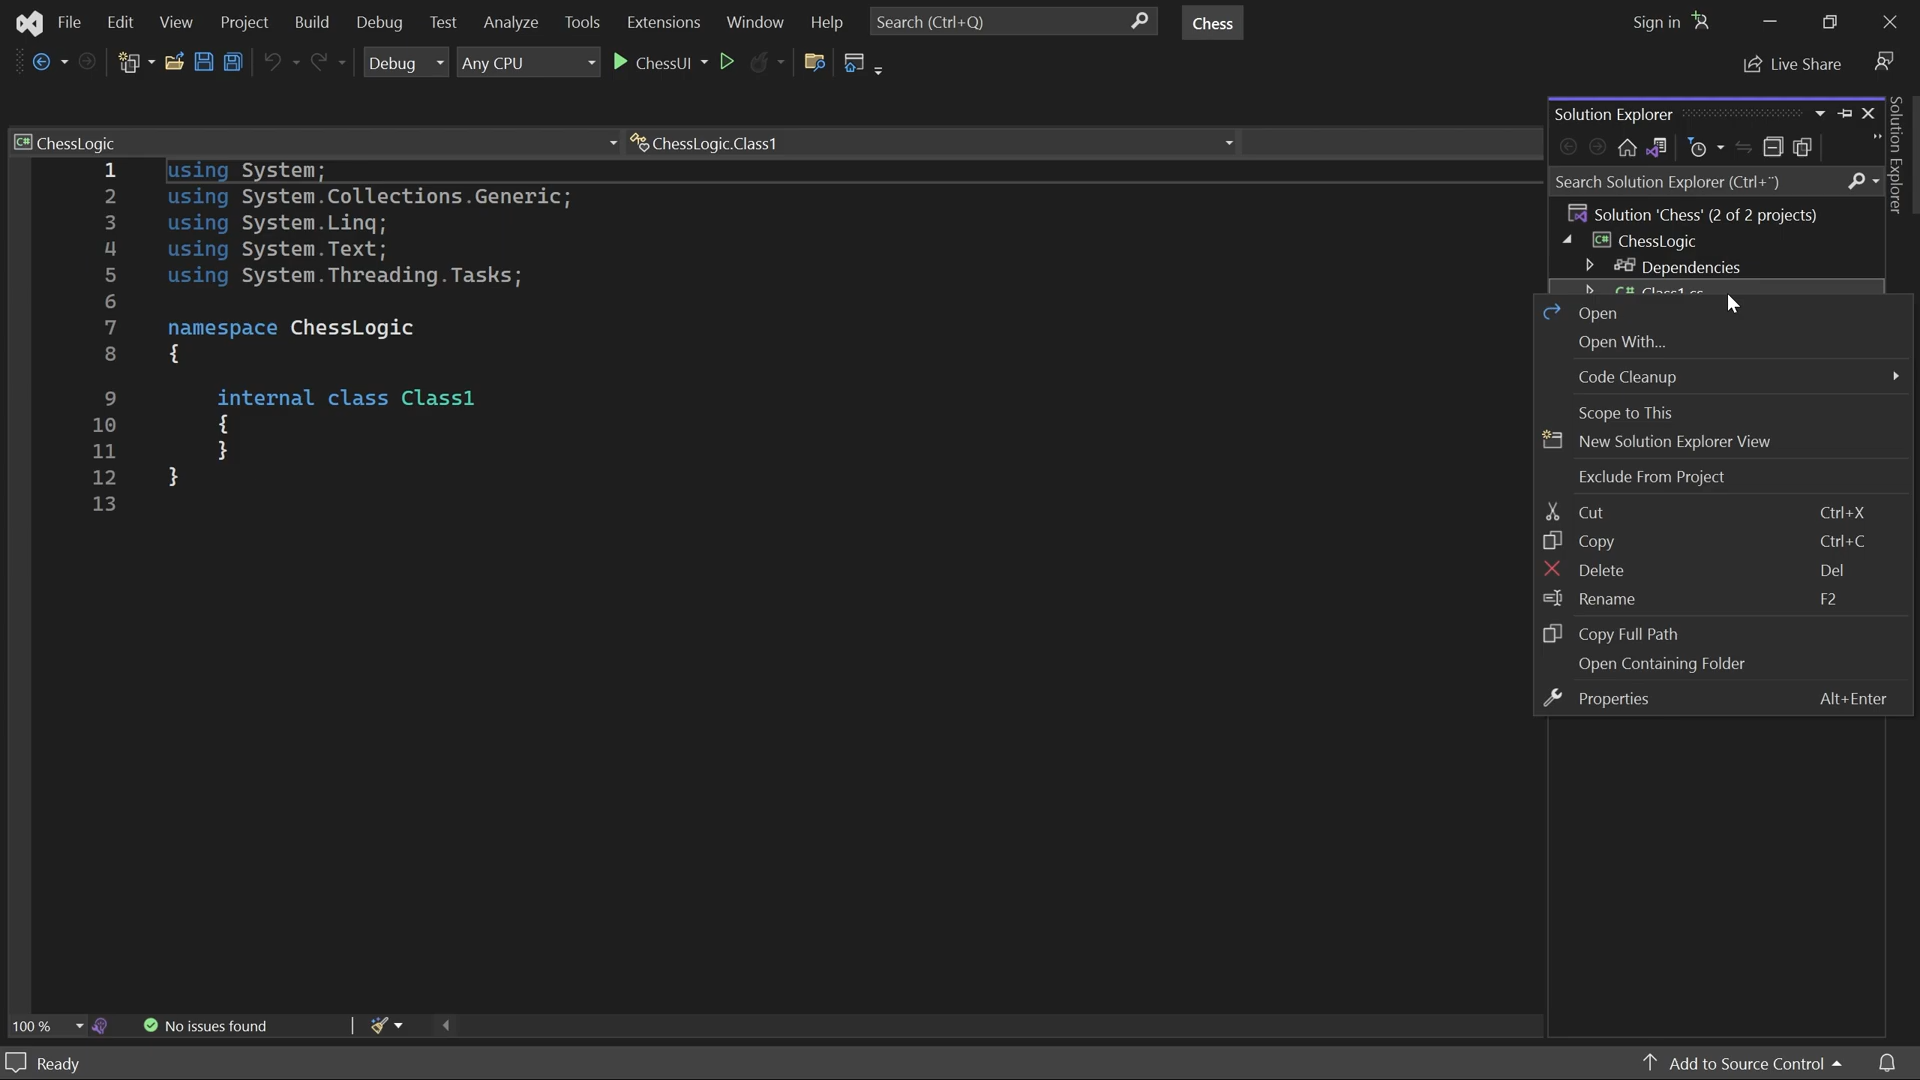 File Edit View Project Build Debug Test Analyze Tools Extensions Window Help Search (Ctrl+Q) Chess Sign in
Debug Any CPU ChessUI Live Share
Solution Explorer
Solution Explorer
ChessLogic ChessLogic.Class1
Search Solution Explorer (Ctrl+¨)
Solution 'Chess' (2 of 2 projects)
ChessLogic
Dependencies
Class1.cs
1 using System;
2 using System.Collections.Generic;
3 using System.Linq;
4 using System.Text;
5 using System.Threading.Tasks;
6
7 namespace ChessLogic
8 {
9 internal class Class1
10 {
11 }
12 }
13
Open
Open With...
Code Cleanup
Scope to This
New Solution Explorer View
Exclude From Project
Cut Ctrl+X
Copy Ctrl+C
Delete Del
Rename F2
Copy Full Path
Open Containing Folder
Properties Alt+Enter
100 % No issues found
Ready Add to Source Control